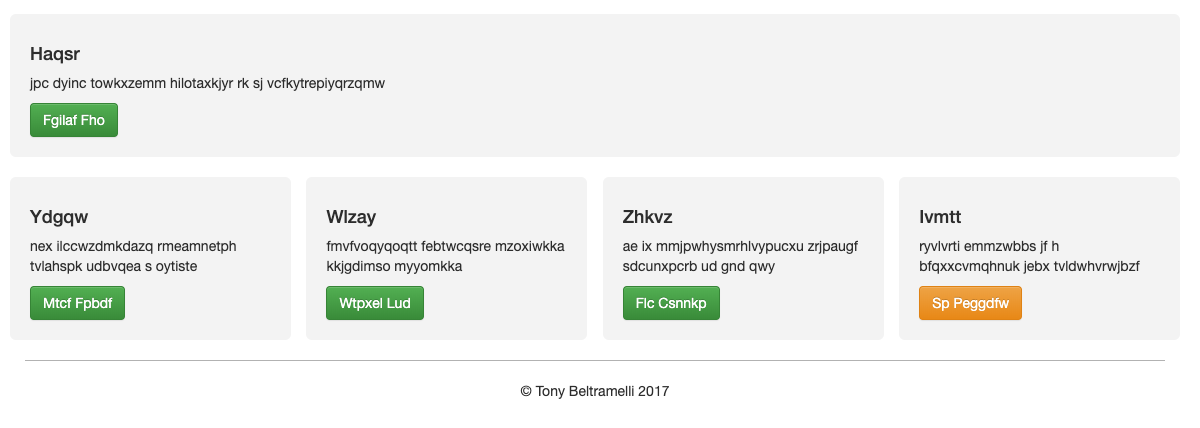 Haqsr
jpc dyinc towkxzemm hilotaxkjyr rk sj vcfkytrepiyqrzqmw
Fgilaf Fho
Ydgqw
nex ilccwzdmkdazq rmeamnetph
tvlahspk udbvqea s oytiste
Mtcf Fpbdf
Wlzay
fmvfvoqyqoqtt febtwcqsre mzoxiwkka
kkjgdimso myyomkka
Wtpxel Lud
Zhkvz
ae ix mmjpwhysmrhlvypucxu zrjpaugf
sdcunxpcrb ud gnd qwy
Flc Csnnkp
Ivmtt
ryvlvrti emmzwbbs jf h
bfqxxcvmqhnuk jebx tvldwhvrwjbzf
Sp Peggdfw
© Tony Beltramelli 2017